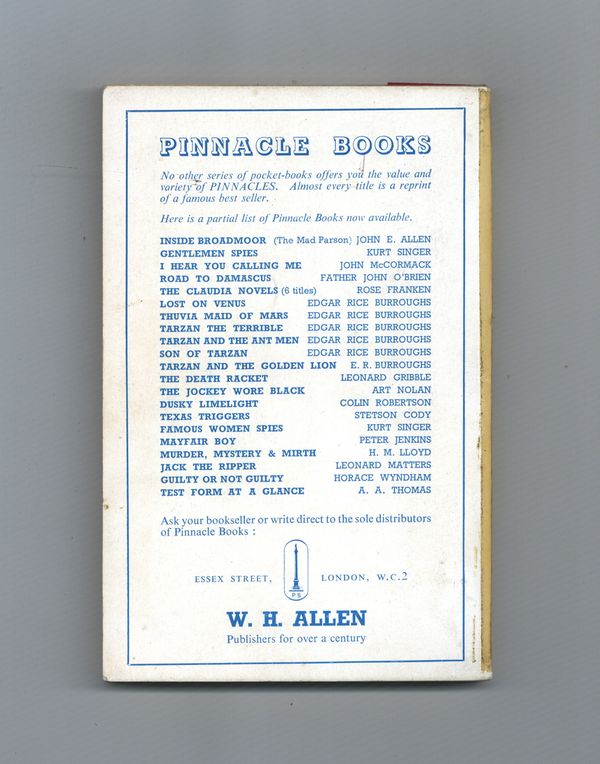 PINNACLE BOOKS
No other series of pocket-books offers you the value and
variety of PINNACLES. Almost every title is a reprint
of a famous best seller.
Here is a partial list of Pinnacle Books now available.
INSIDE BROADMOOR (The Mad Parson) JOHN E. ALLEN
GENTLEMEN SPIES KURT SINGER
I HEAR YOU CALLING ME JOHN McCORMACK
ROAD TO DAMASCUS FATHER JOHN O'BRIEN
THE CLAUDIA NOVELS (6 titles) ROSE FRANKEN
LOST ON VENUS EDGAR RICE BURROUGHS
THUVIA MAID OF MARS EDGAR RICE BURROUGHS
TARZAN THE TERRIBLE EDGAR RICE BURROUGHS
TARZAN AND THE ANT MEN EDGAR RICE BURROUGHS
SON OF TARZAN EDGAR RICE BURROUGHS
TARZAN AND THE GOLDEN LION E. R. BURROUGHS
THE DEATH RACKET LEONARD GRIBBLE
THE JOCKEY WORE BLACK ART NOLAN
DUSKY LIMELIGHT COLIN ROBERTSON
TEXAS TRIGGERS STETSON CODY
FAMOUS WOMEN SPIES KURT SINGER
MAYFAIR BOY PETER JENKINS
MURDER, MYSTERY & MIRTH H. M. LLOYD
JACK THE RIPPER LEONARD MATTERS
GUILTY OR NOT GUILTY HORACE WYNDHAM
TEST FORM AT A GLANCE A. A. THOMAS
Ask your bookseller or write direct to the sole distributors
of Pinnacle Books :
ESSEX STREET, LONDON, W.C.2
P B
W. H. ALLEN
Publishers for over a century